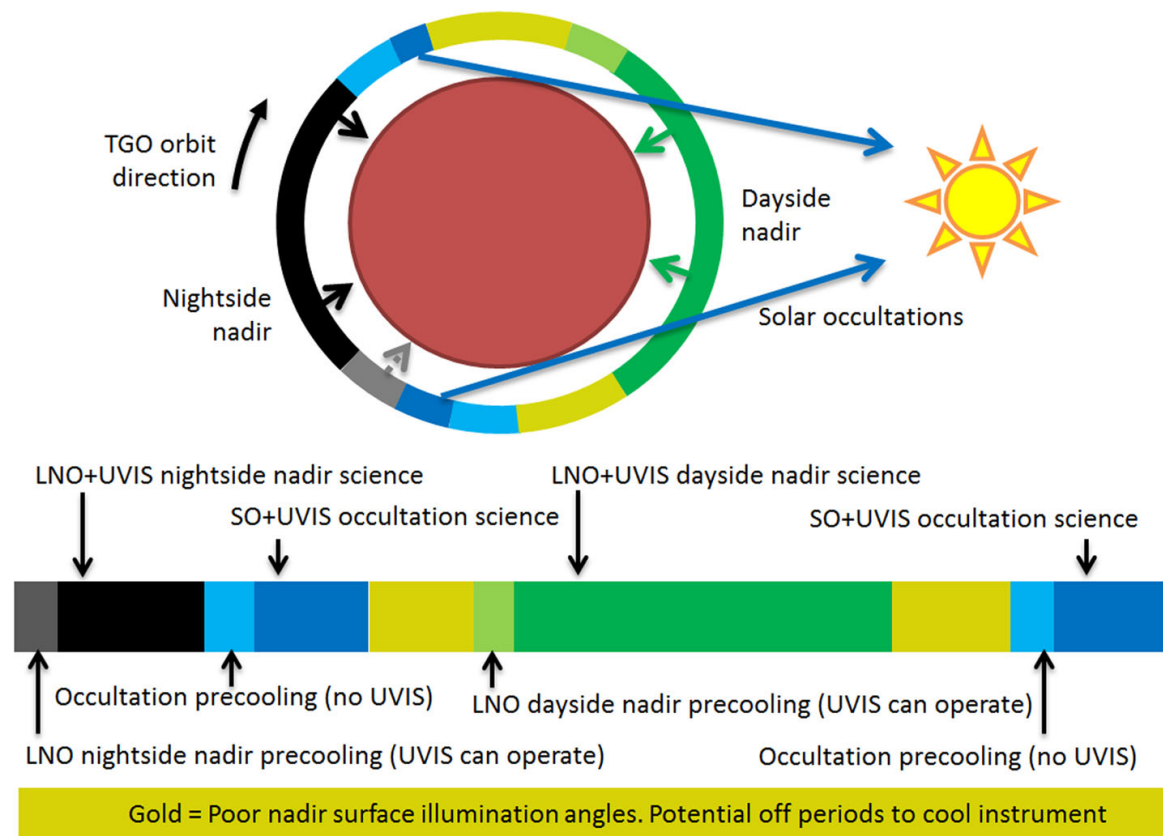 TGO orbit
direction
Dayside
nadir
Nightside
nadir
Solar occultations
LNO+UVIS nightside nadir science
LNO+UVIS dayside nadir science
SO+UVIS occultation science
SO+UVIS occultation science
Occultation precooling (no UVIS)
LNO dayside nadir precooling (UVIS can operate)
LNO nightside nadir precooling (UVIS can operate)
Occultation precooling (no UVIS)
Gold = Poor nadir surface illumination angles. Potential off periods to cool instrument